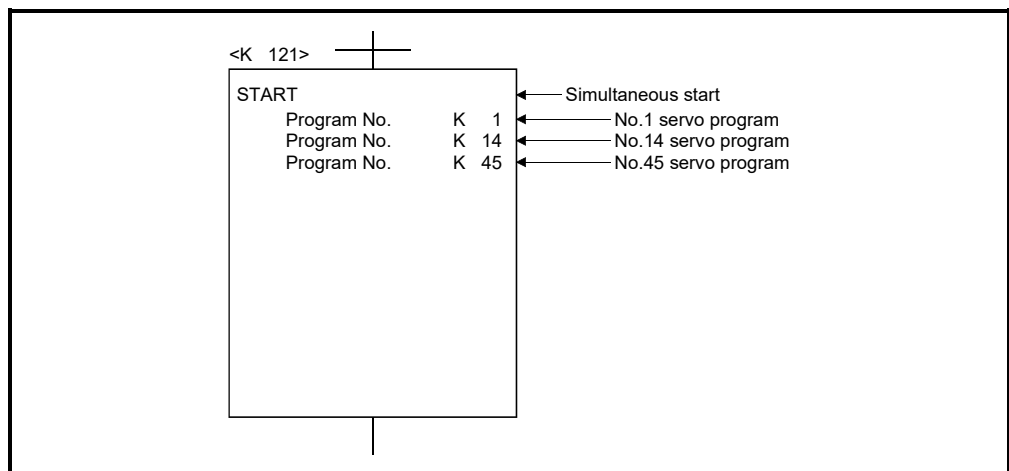 <K 121>
START Simultaneous start
Program No. K 1 No.1 servo program
Program No. K 14 No.14 servo program
Program No. K 45 No.45 servo program